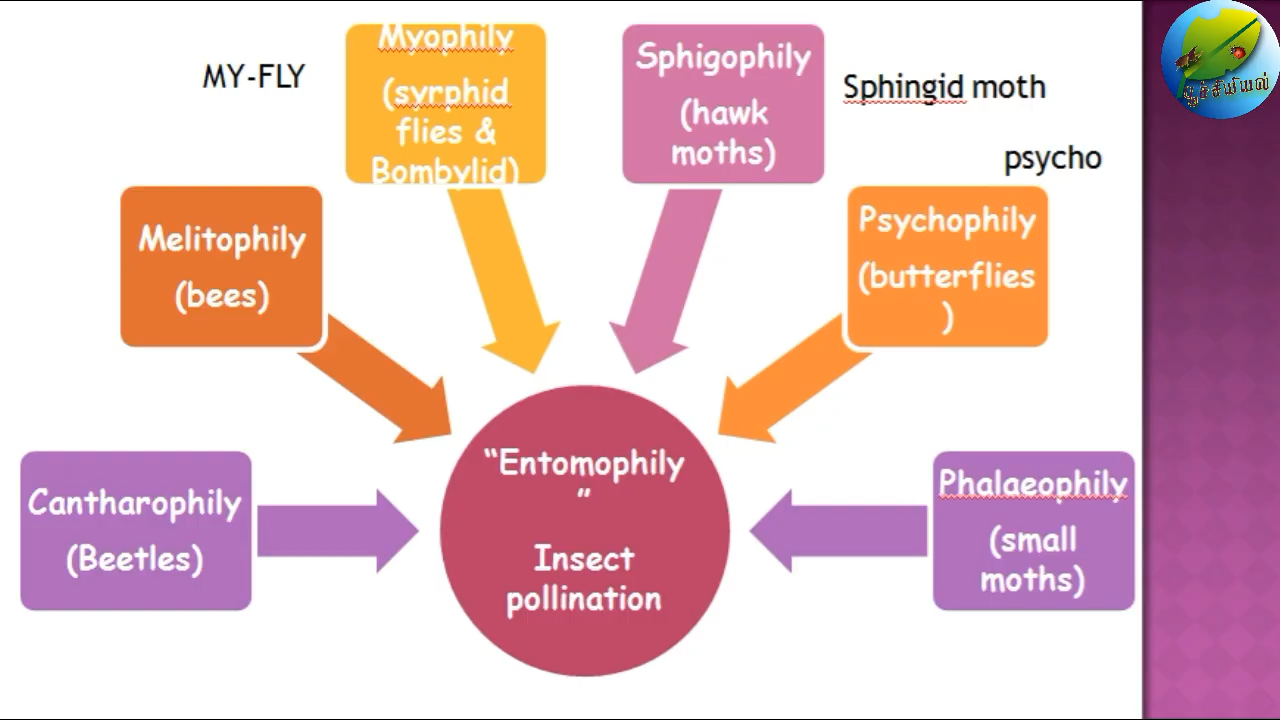 MY-FLY
Myophily
(syrphid
flies &
Bombylid)
Sphigophily
(hawk
moths)
Sphingid moth
psycho
பூச்சியியல்
Melitophily
(bees)
Psychophily
(butterflies
)
Cantharophily
(Beetles)
“Entomophily
”
Insect
pollination
Phalaeophily
(small
moths)